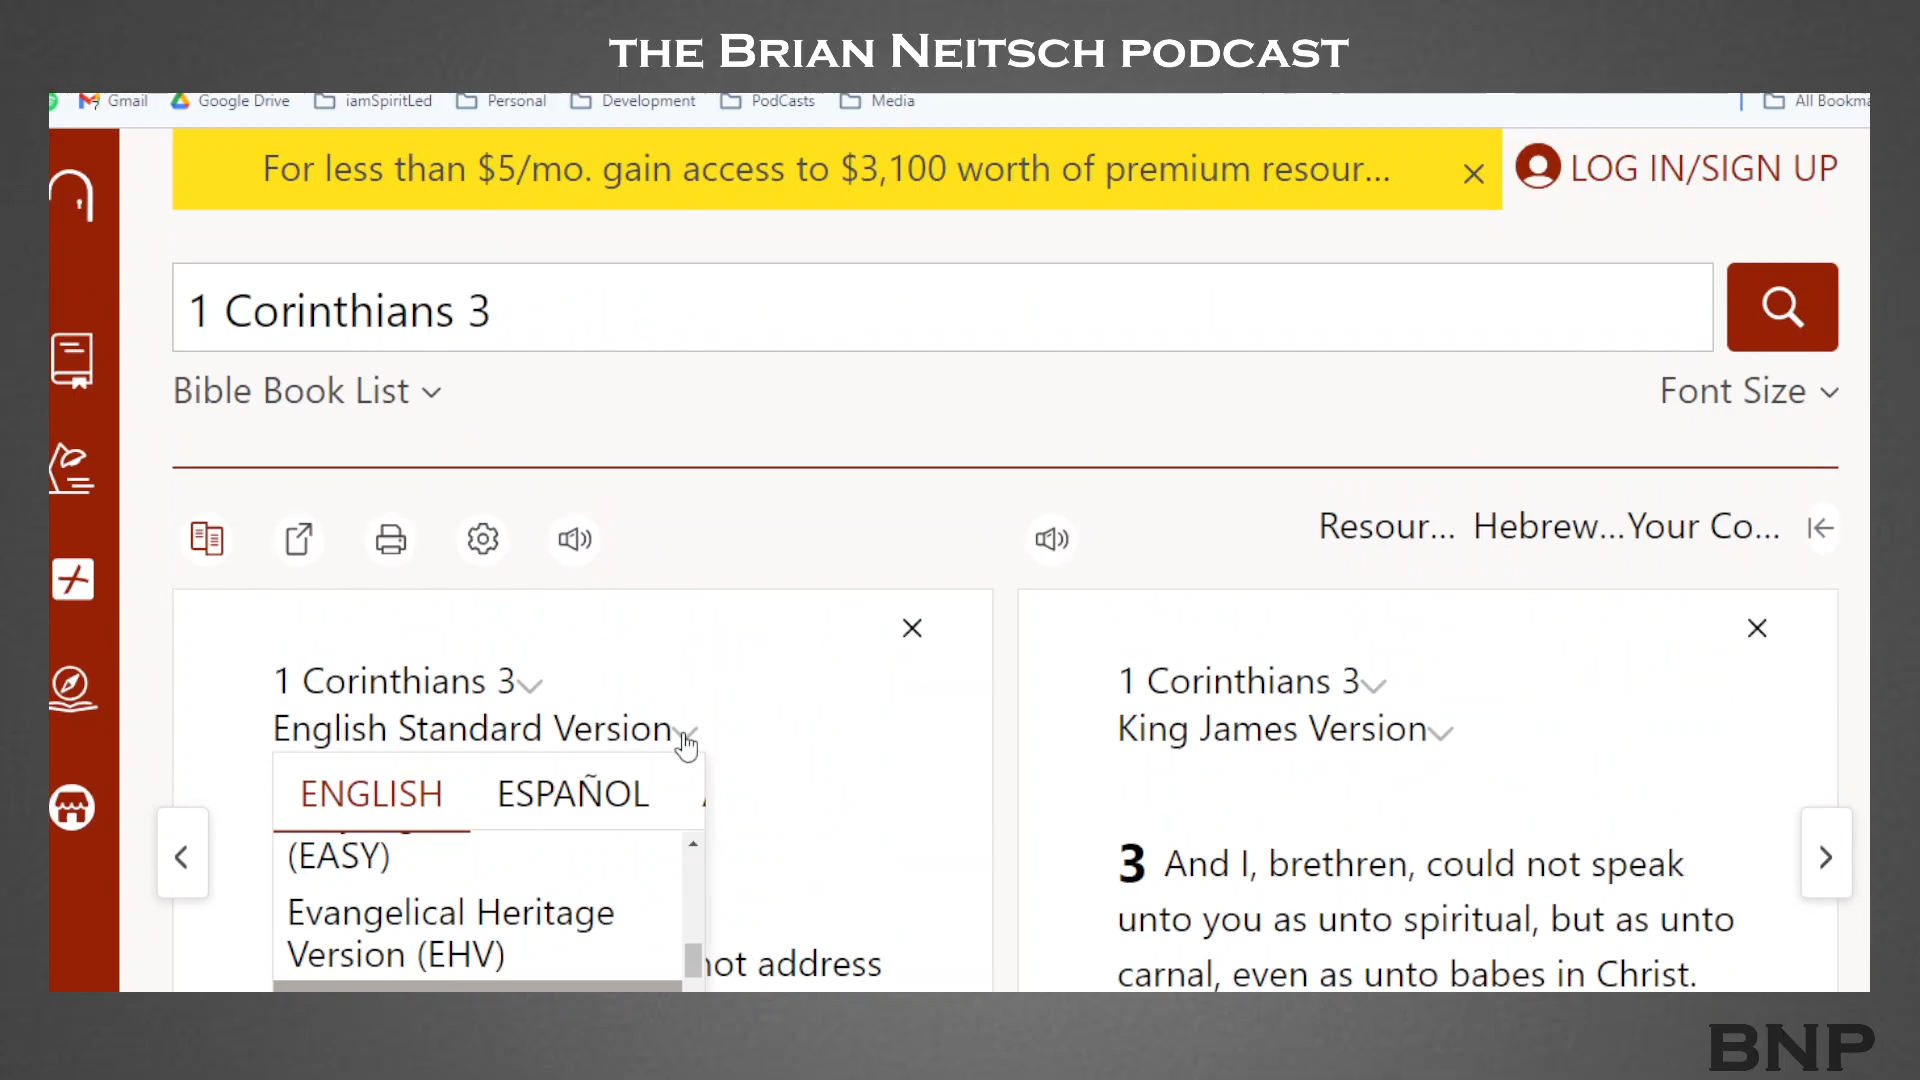 THE BRIAN NEITSCH PODCAST
Gmail Google Drive iamSpiritLed Personal Development PodCasts Media
For less than $5/mo. gain access to $3,100 worth of premium resour...
LOG IN/SIGN UP
1 Corinthians 3
Bible Book List
Font Size
Resour... Hebrew... Your Co...
1 Corinthians 3
English Standard Version
ENGLISH ESPAÑOL
(EASY)
Evangelical Heritage
Version (EHV)
not address
1 Corinthians 3
King James Version
3 And I, brethren, could not speak
unto you as unto spiritual, but as unto
carnal, even as unto babes in Christ.
BNP